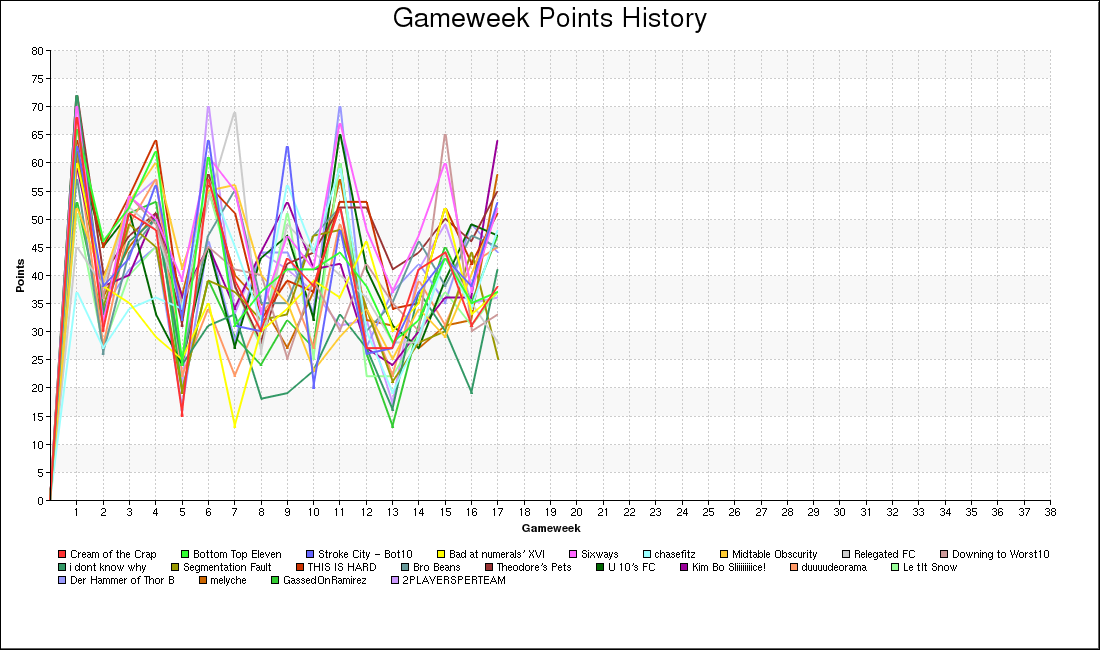 Gameweek Points History
80
75
70
65
60
55
50
45
40
35
30
25
20
15
10
5
0
Points
1 2 3 4 5 6 7 8 9 10 11 12 13 14 15 16 17 18 19 20 21 22 23 24 25 26 27 28 29 30 31 32 33 34 35 36 37 38
Gameweek
Cream of the Crap Bottom Top Eleven Stroke City - Bot10 Bad at numerals' XVI Sixways chasefitz Midtable Obscurity Relegated FC Downing to Worst10
i dont know why Segmentation Fault THIS IS HARD Bro Beans Theodore's Pets U 10's FC Kim Bo Sliiiiiiiice! duuuudeorama Le tIt Snow
Der Hammer of Thor B melyche GassedOnRamirez 2PLAYERSPERTEAM